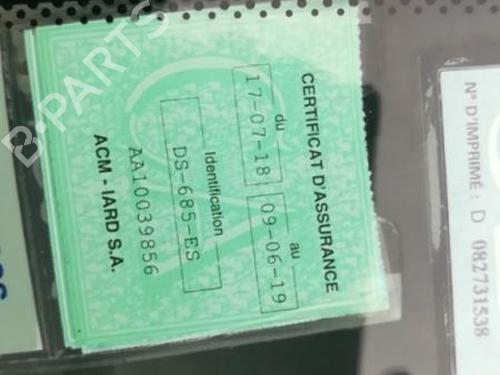 CERTIFICAT D'ASSURANCE
du
au
17-07-18
09-06-19
Identification
DS-685-ES
AA10039856
ACM - IARD S.A.
N° D'IMPRIMÉ : D 082731538
B-PARTS